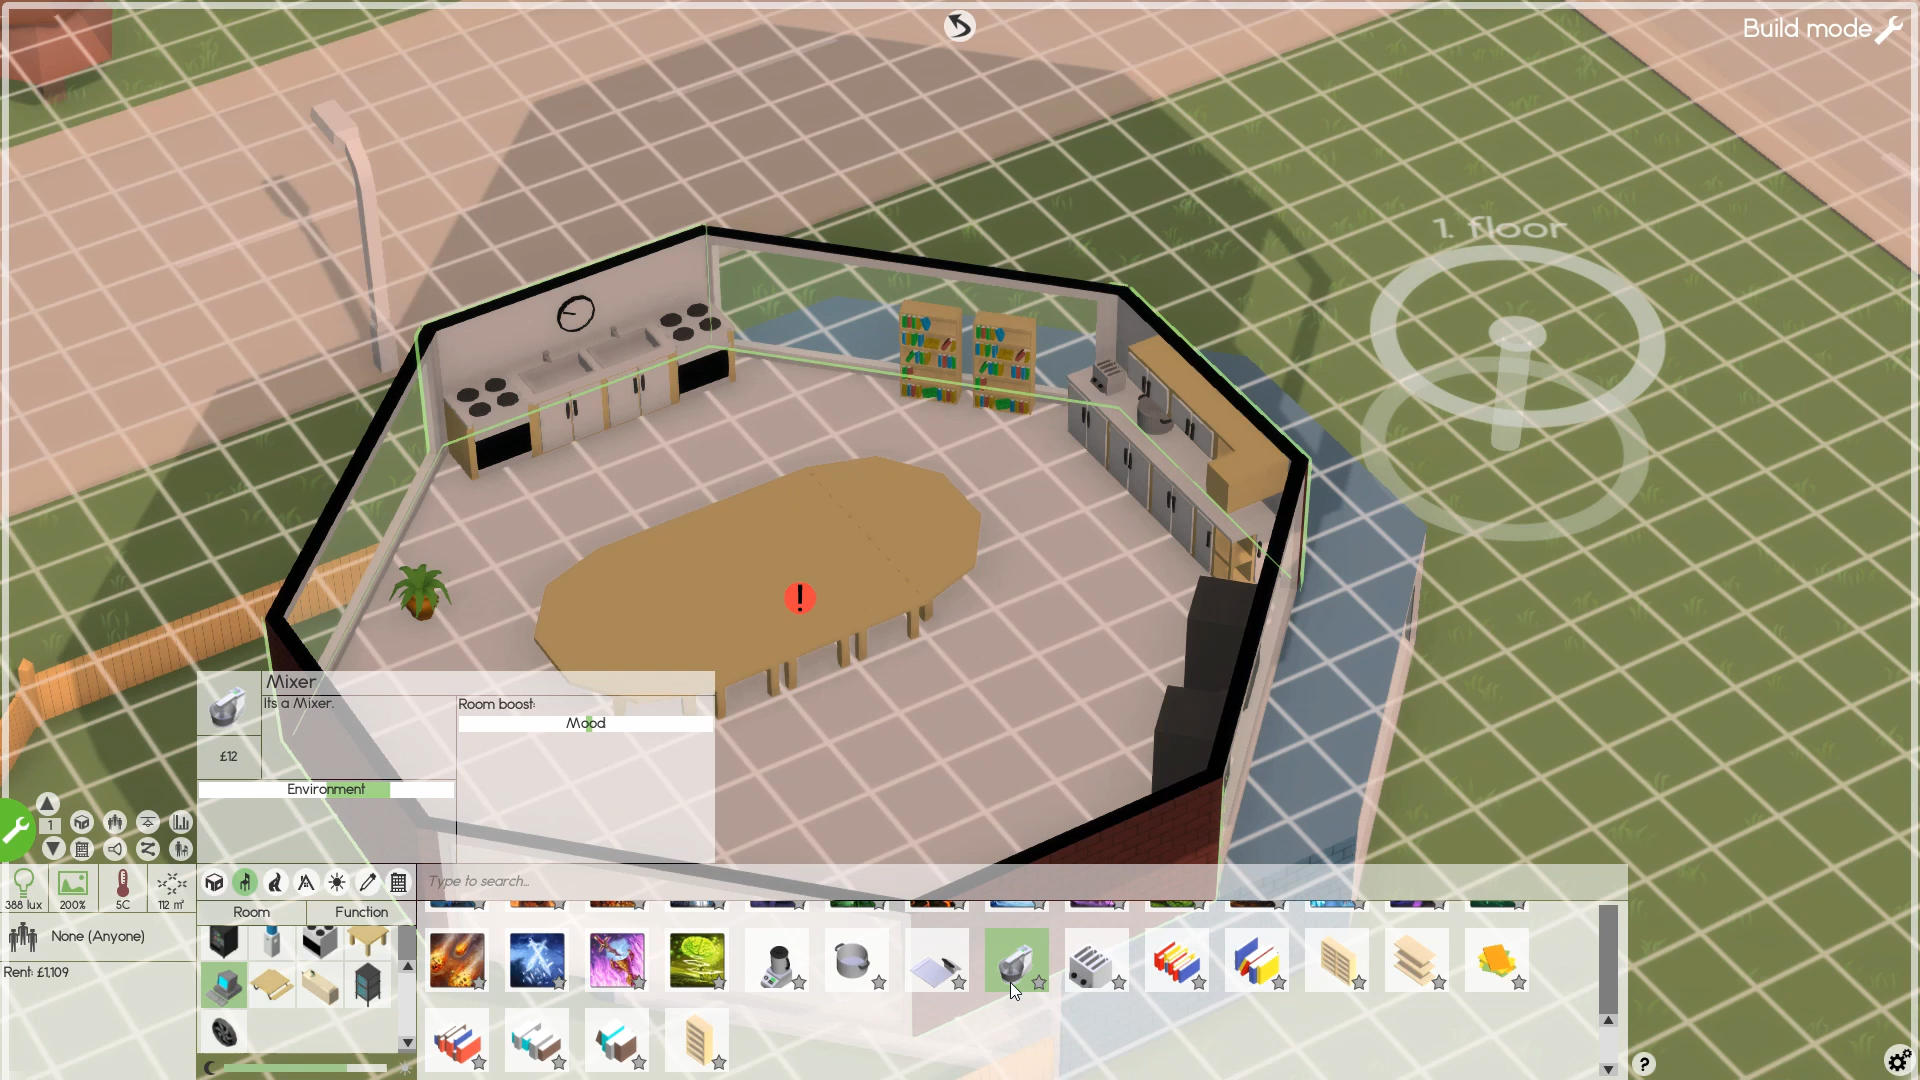 Build mode
1. floor
Mixer
Its a Mixer.
Room boost:
Mood
£12
Environment
1
Type to search...
388 lux
200%
5C
112 m²
Room
Function
None (Anyone)
Rent: £1,109
!
?